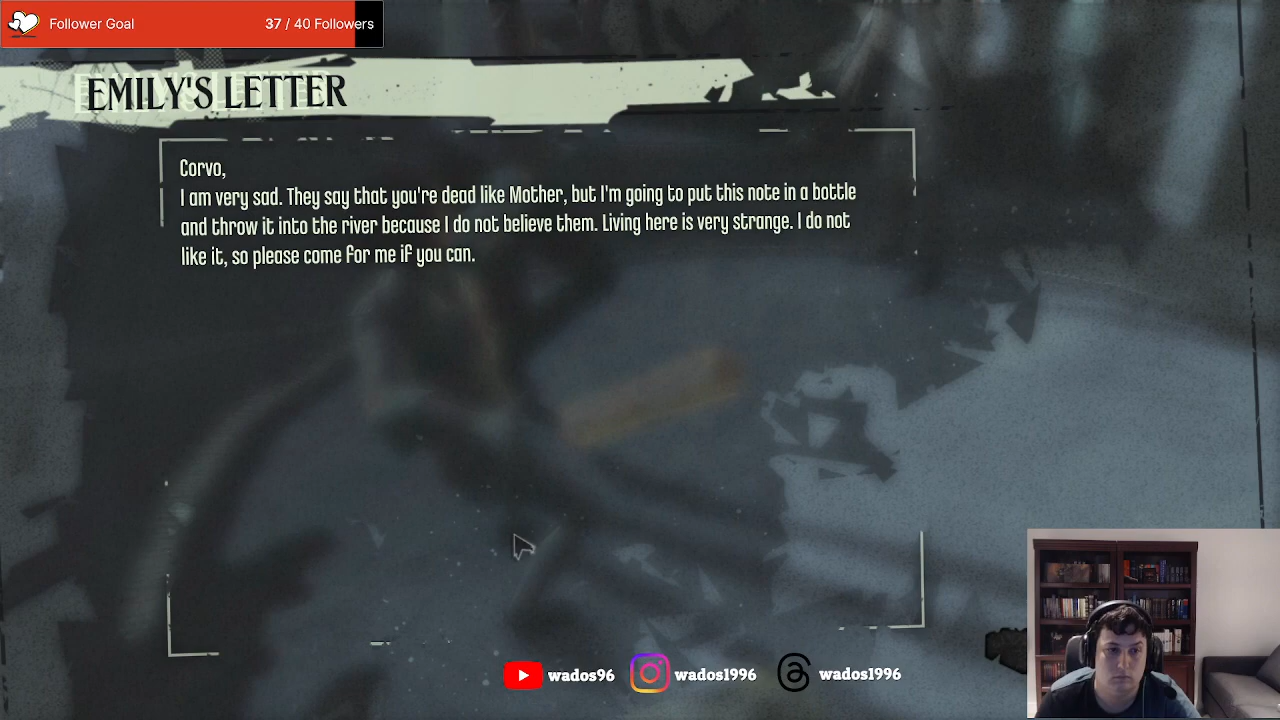 Follower Goal
37 / 40 Followers
EMILY'S LETTER
Corvo,
I am very sad. They say that you're dead like Mother, but I'm going to put this note in a bottle
and throw it into the river because I do not believe them. Living here is very strange. I do not
like it, so please come for me if you can.
wados96
wados1996
wados1996